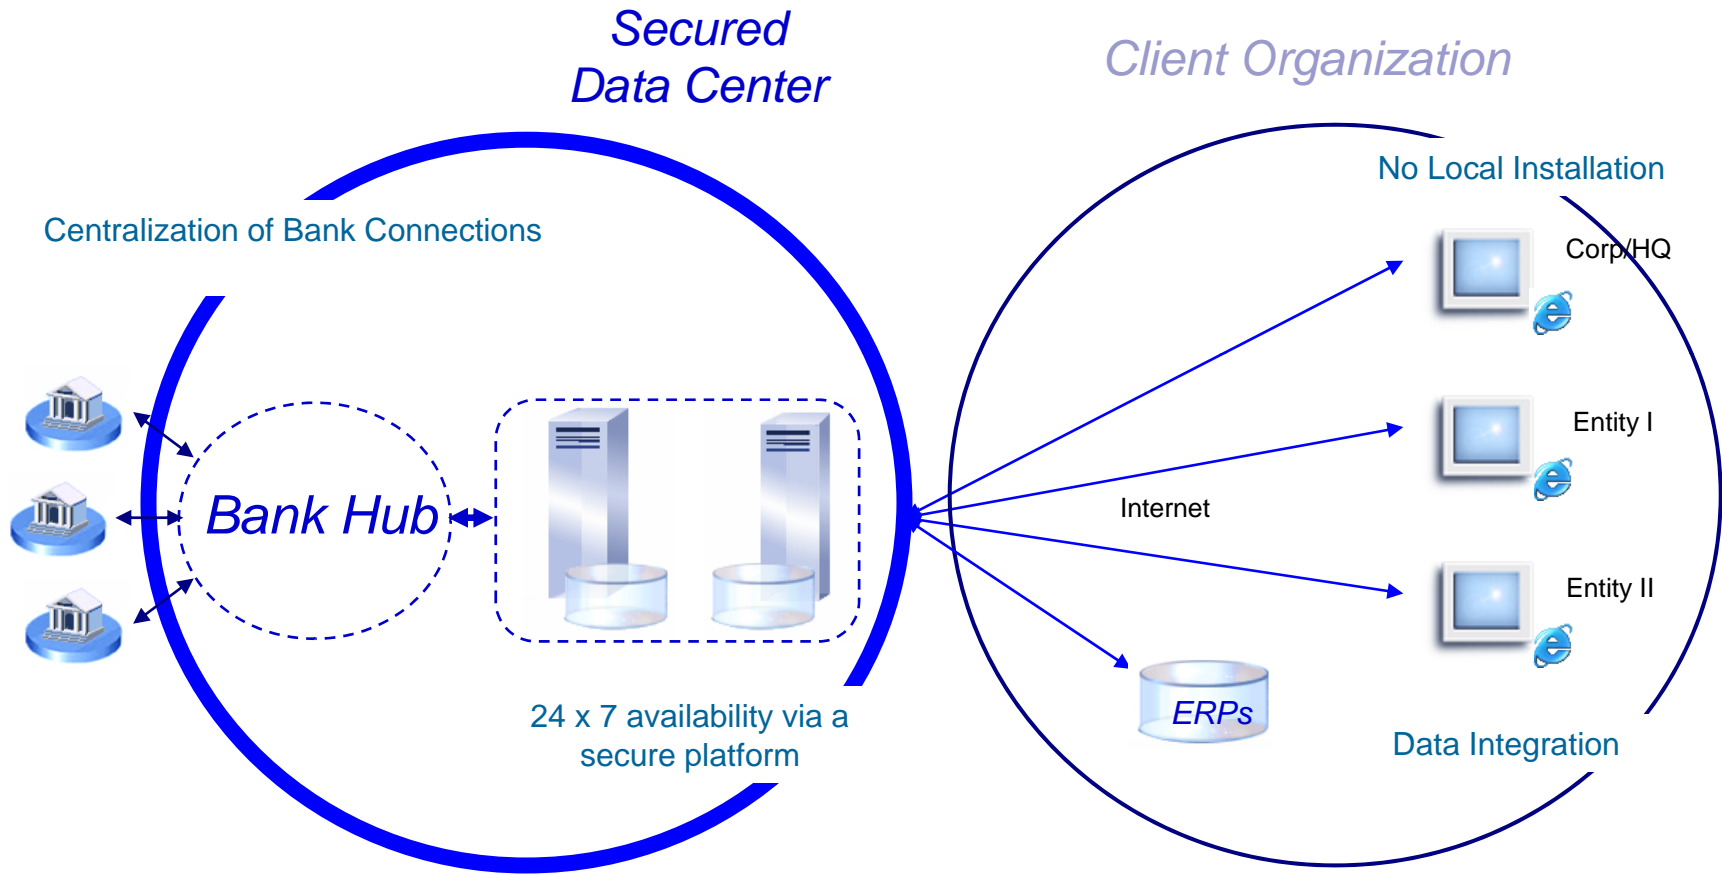 Secured
Data Center
Client Organization
No Local Installation
Centralization of Bank Connections
Corp/HQ
Entity I
Bank Hub
Internet
Entity II
ERPs
24 x 7 availability via a
secure platform
Data Integration